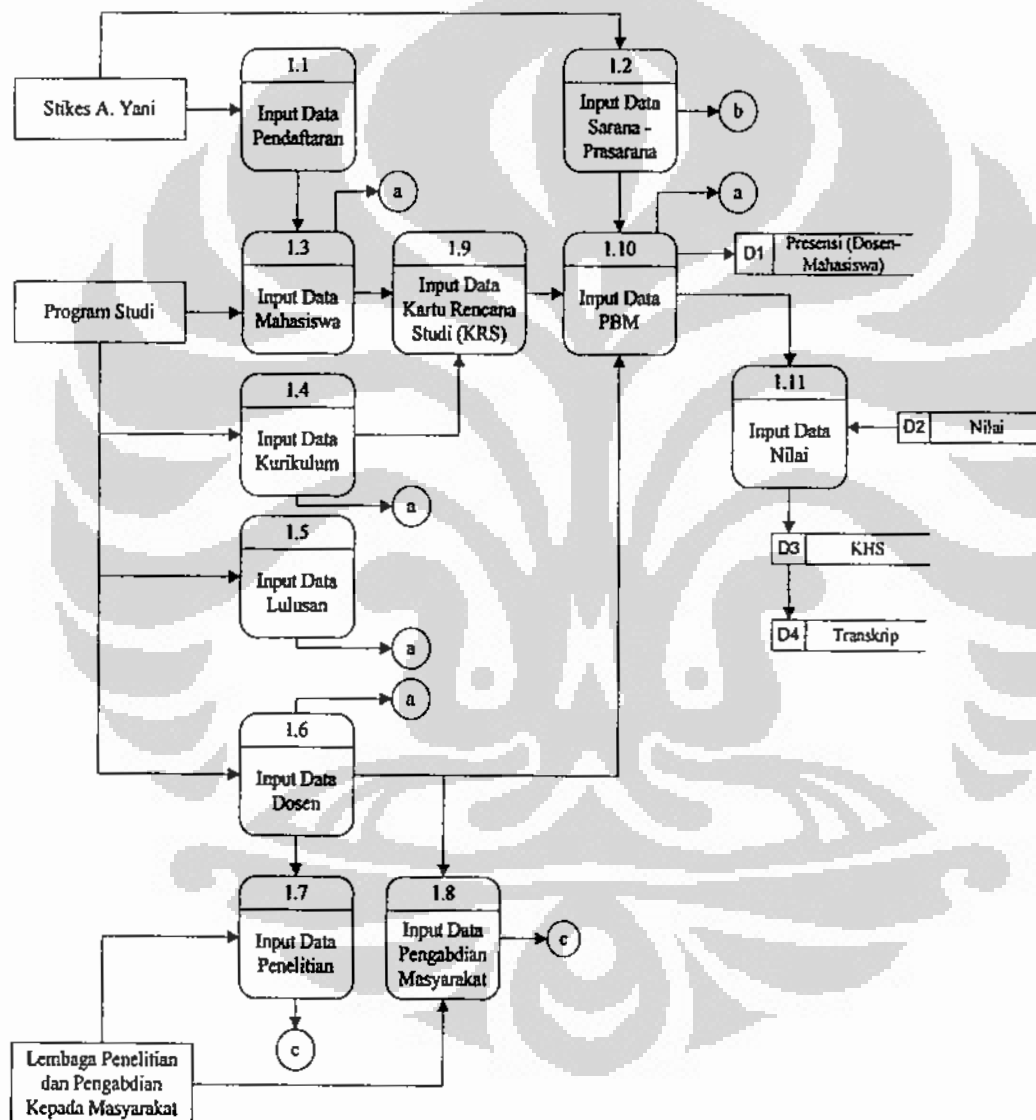 Stikes A. Yani
1.1
Input Data
Pendaftaran
1.2
Input Data
Sarana -
Prasarana
b
a
a
Program Studi
1.3
Input Data
Mahasiswa
1.9
Input Data
Kartu Rencana
Studi (KRS)
1.10
Input Data
PBM
D1
Presensi (Dosen-
Mahasiswa)
1.4
Input Data
Kurikulum
a
1.11
Input Data
Nilai
D2
Nilai
1.5
Input Data
Lulusan
a
D3
KHS
D4
Transkrip
a
1.6
Input Data
Dosen
1.7
Input Data
Penelitian
1.8
Input Data
Pengabdian
Masyarakat
c
c
Lembaga Penelitian
dan Pengabdian
Kepada Masyarakat